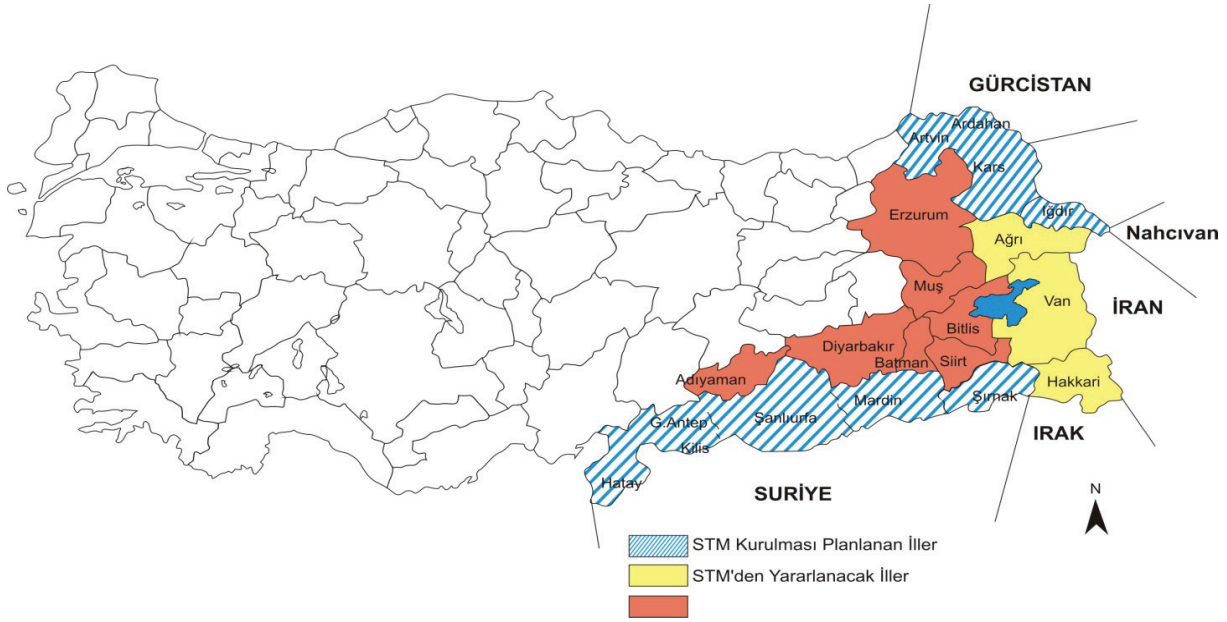 GÜRCİSTAN
Ardahan
Artvin
Kars
Iğdır
Erzurum
Nahcıvan
Ağrı
Muş
Van
İRAN
Bitlis
Diyarbakır
Batman
Siirt
Adıyaman
Hakkari
Mardin
Şırnak
Şanlıurfa
G.Antep
IRAK
Kilis
Hatay
SURİYE
N
STM Kurulması Planlanan İller
STM'den Yararlanacak İller